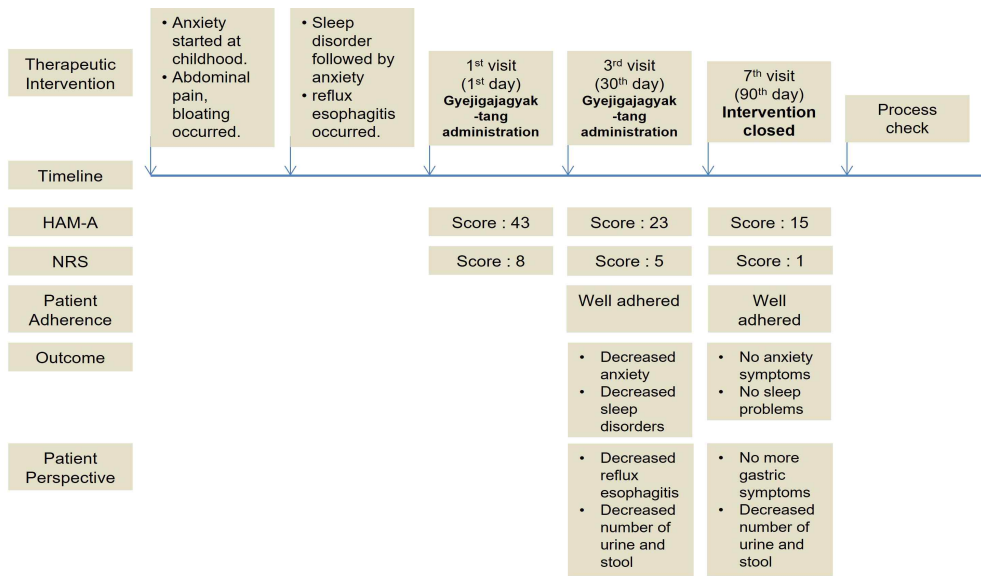 Therapeutic
Intervention
• Anxiety
started at
childhood.
• Abdominal
pain,
bloating
occurred.
• Sleep
disorder
followed by
anxiety
• reflux
esophagitis
occurred.
1st visit
(1st day)
Gyejigajagyak
-tang
administration
3rd visit
(30th day)
Gyejigajagyak
-tang
administration
7th visit
(90th day)
Intervention
closed
Process
check
Timeline
HAM-A
Score : 43
Score : 23
Score : 15
NRS
Score : 8
Score : 5
Score : 1
Patient
Adherence
Well adhered
Well
adhered
Outcome
• Decreased
anxiety
• Decreased
sleep
disorders
• No anxiety
symptoms
• No sleep
problems
Patient
Perspective
• Decreased
reflux
esophagitis
• Decreased
number of
urine and
stool
• No more
gastric
symptoms
• Decreased
number of
urine and
stool